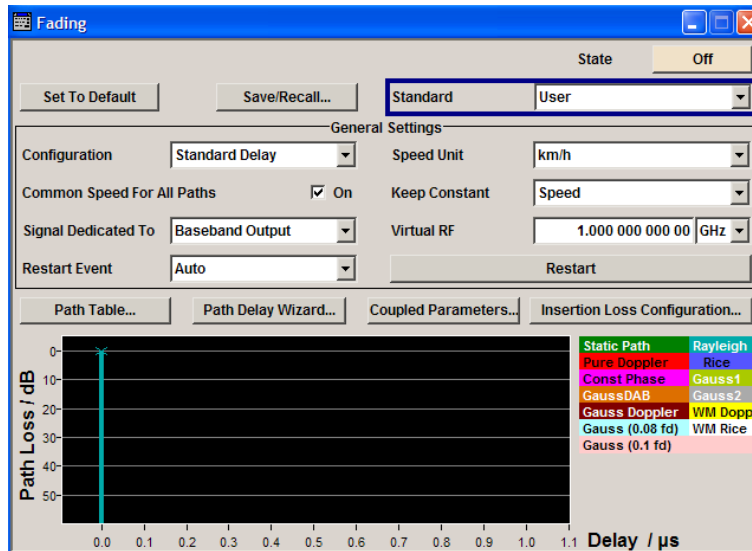 Fading
State Off
Set To Default Save/Recall... Standard User
General Settings
Configuration Standard Delay Speed Unit km/h
Common Speed For All Paths On Keep Constant Speed
Signal Dedicated To Baseband Output Virtual RF 1.000 000 000 00 GHz
Restart Event Auto Restart
Path Table... Path Delay Wizard... Coupled Parameters... Insertion Loss Configuration...
Static Path Rayleigh
Pure Doppler Rice
Const Phase Gauss1
GaussDAB Gauss2
Gauss Doppler WM Dopp
Gauss (0.08 fd) WM Rice
Gauss (0.1 fd)
Path Loss / dB
0
10
20
30
40
50
0.0 0.1 0.2 0.3 0.4 0.5 0.6 0.7 0.8 0.9 1.0 1.1 Delay / µs